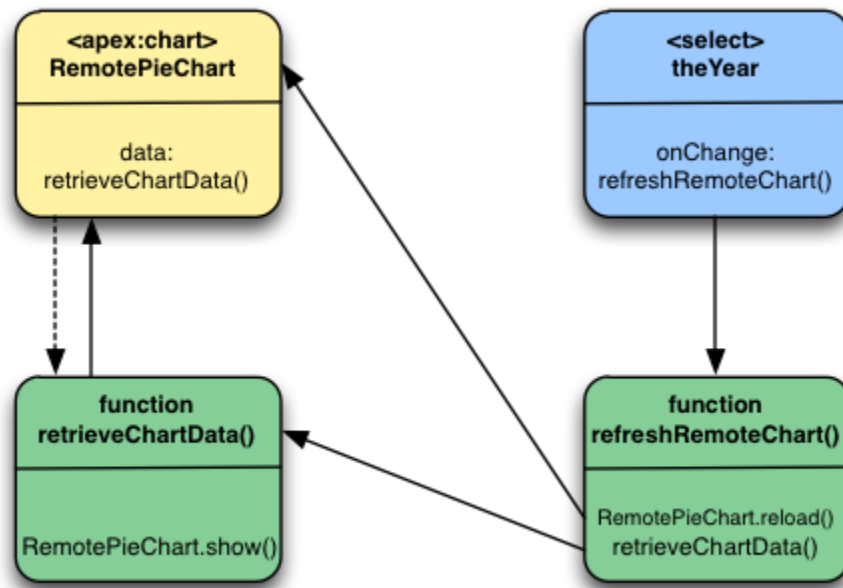 <apex:chart>
RemotePieChart
data:
retrieveChartData()
<select>
theYear
onChange:
refreshRemoteChart()
function
retrieveChartData()
RemotePieChart.show()
function
refreshRemoteChart()
RemotePieChart.reload()
retrieveChartData()